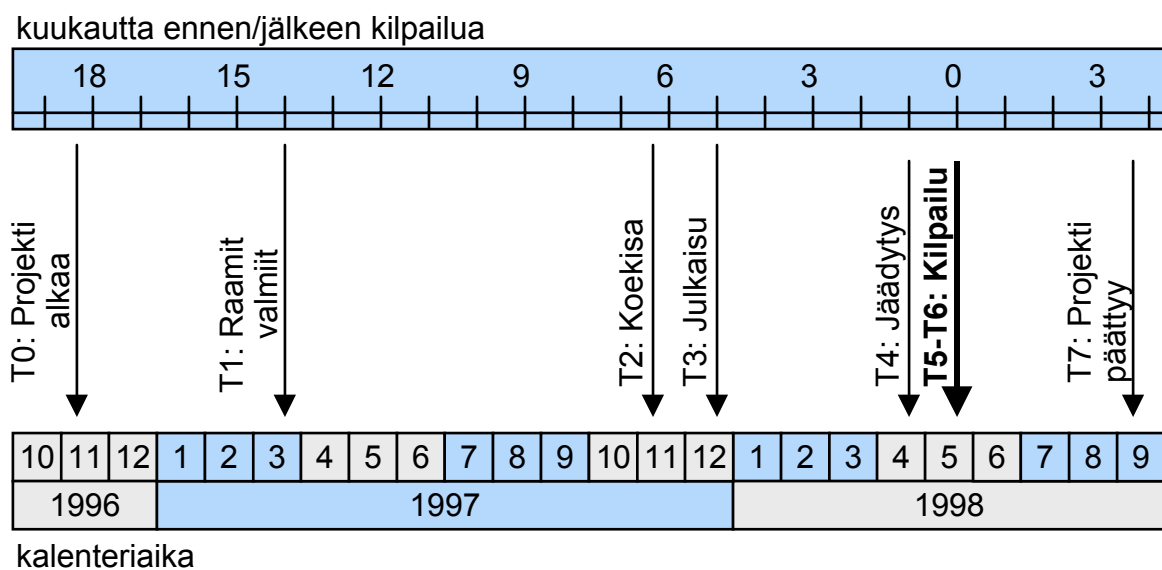 kuukautta ennen/jälkeen kilpailua
18 15 12 9 6 3 0 3
T0: Projekti
alkaa
T1: Raamit
valmiit
T2: Koekisa
T3: Julkaisu
T4: Jäädytys
T5-T6: Kilpailu
T7: Projekti
päättyy
10 11 12 1 2 3 4 5 6 7 8 9 10 11 12 1 2 3 4 5 6 7 8 9
1996 1997 1998
kalenteriaika